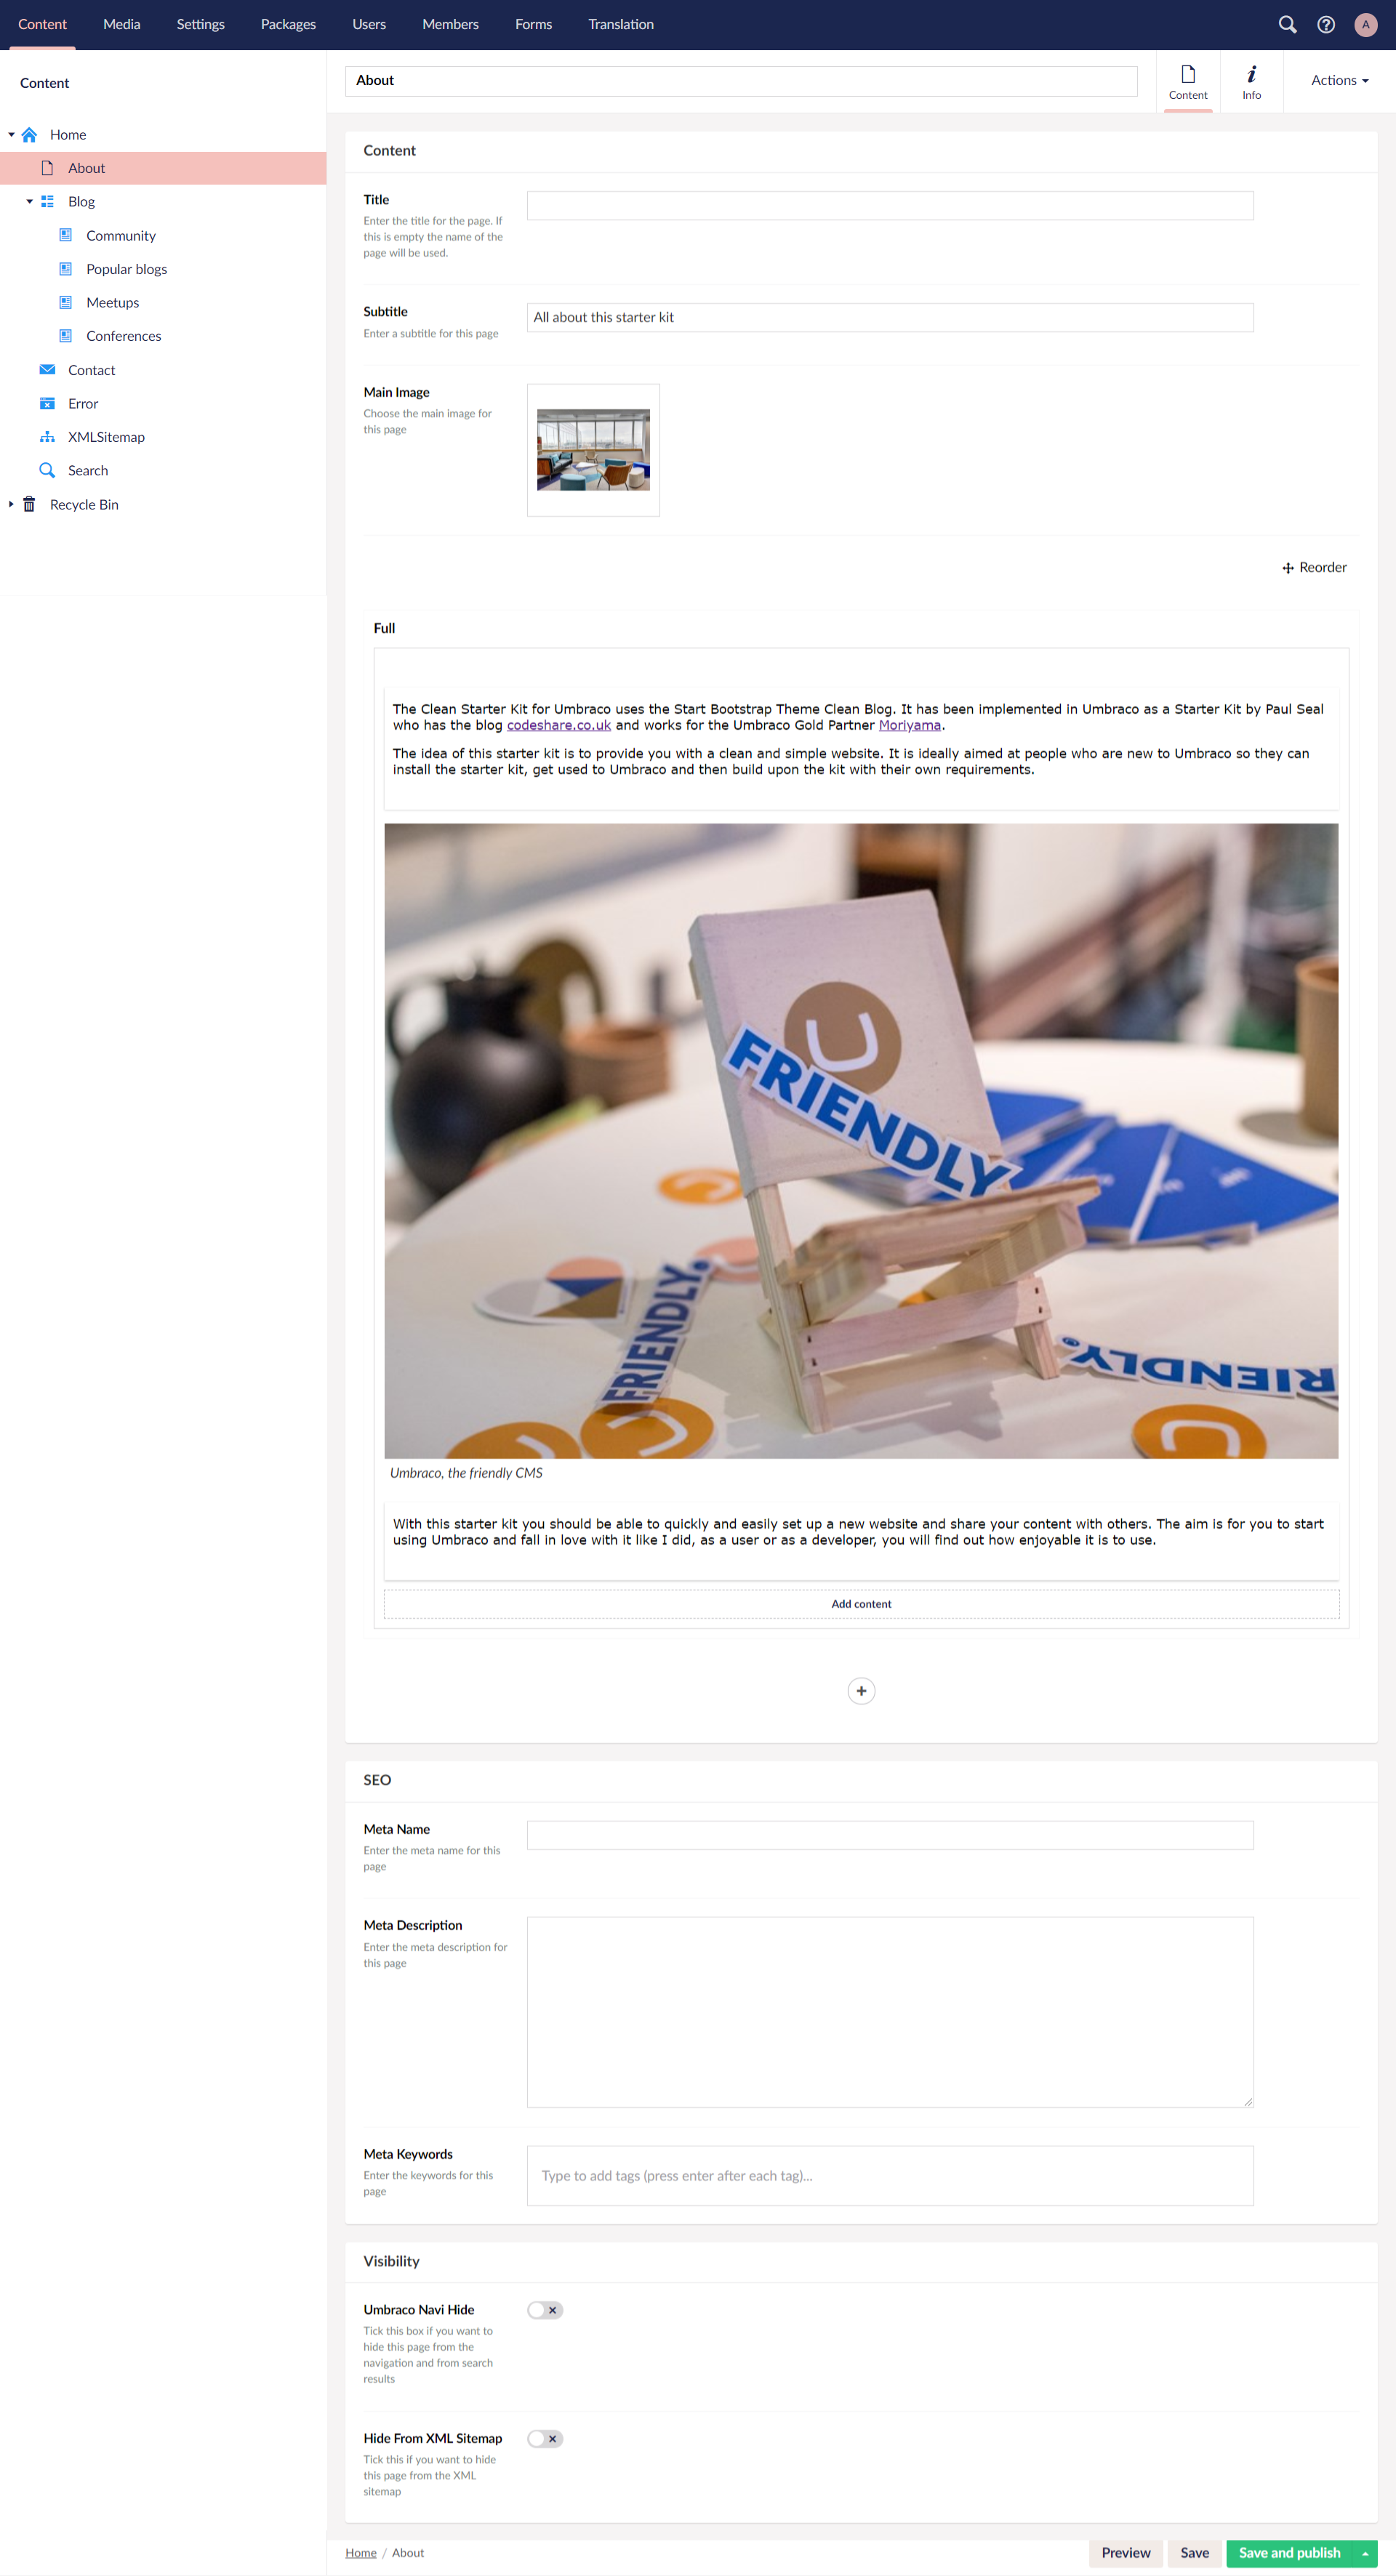 Content Media Settings Packages Users Members Forms Translation A
Content
Home
About
Blog
Community
Popular blogs
Meetups
Conferences
Contact
Error
XMLSitemap
Search
Recycle Bin
About
Content
Info
Actions
Content
Title
Enter the title for the page. If
this is empty the name of the
page will be used.
Subtitle
Enter a subtitle for this page
All about this starter kit
Main Image
Choose the main image for
this page
Reorder
Full
The Clean Starter Kit for Umbraco uses the Start Bootstrap Theme Clean Blog. It has been implemented in Umbraco as a Starter Kit by Paul Seal
who has the blog codeshare.co.uk and works for the Umbraco Gold Partner Moriyama.
The idea of this starter kit is to provide you with a clean and simple website. It is ideally aimed at people who are new to Umbraco so they can
install the starter kit, get used to Umbraco and then build upon the kit with their own requirements.
FRIENDLY
FRIENDLY
FRIENDLY
Umbraco, the friendly CMS
With this starter kit you should be able to quickly and easily set up a new website and share your content with others. The aim is for you to start
using Umbraco and fall in love with it like I did, as a user or as a developer, you will find out how enjoyable it is to use.
Add content
SEO
Meta Name
Enter the meta name for this
page
Meta Description
Enter the meta description for
this page
Meta Keywords
Enter the keywords for this
page
Type to add tags (press enter after each tag)...
Visibility
Umbraco Navi Hide
Tick this box if you want to
hide this page from the
navigation and from search
results
Hide From XML Sitemap
Tick this if you want to hide
this page from the XML
sitemap
Home / About
Preview
Save
Save and publish